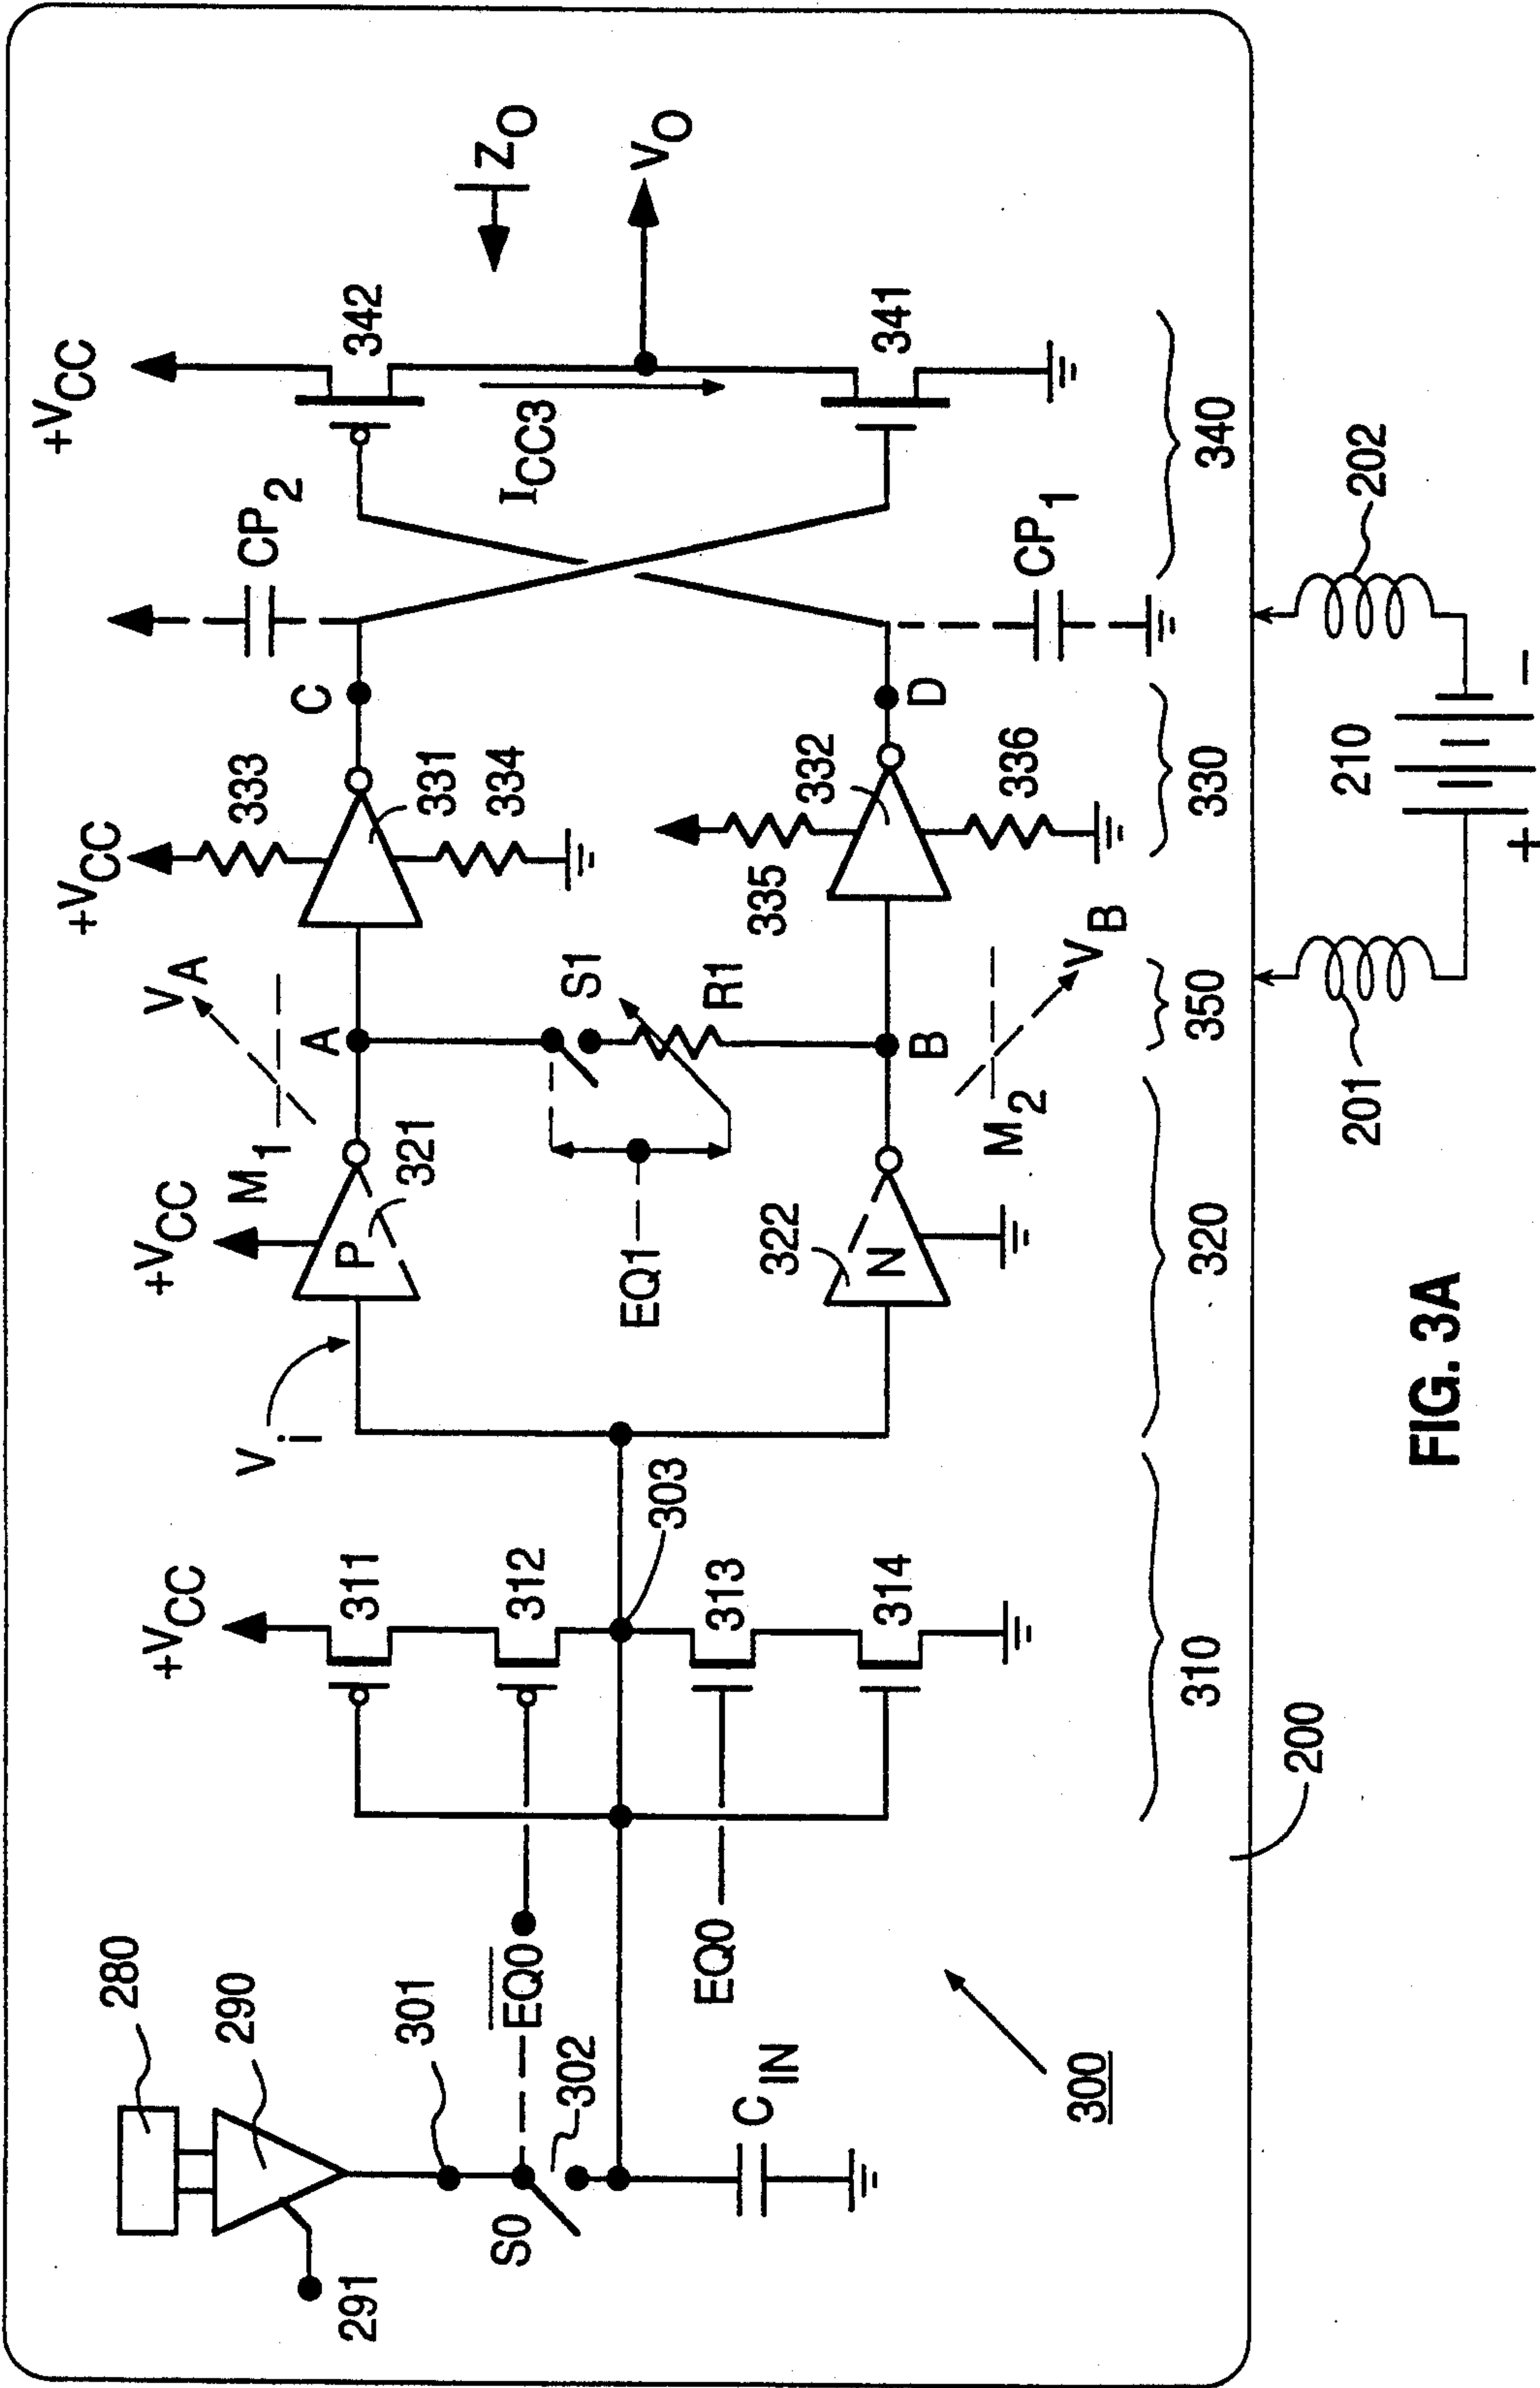 +VCC
+VCC
+VCC
+VCC
280
290
291
301
S0
302
EQ0
EQ0
CIN
300
311
312
303
313
314
Vi
M1
VA
P
321
A
S1
R1
EQ1
322
N
B
M2
VB
333
331
334
C
335
332
336
D
CP2
CP1
ICC3
342
341
ZO
VO
310
320
350
330
340
200
201
210
202
+
−
FIG. 3A